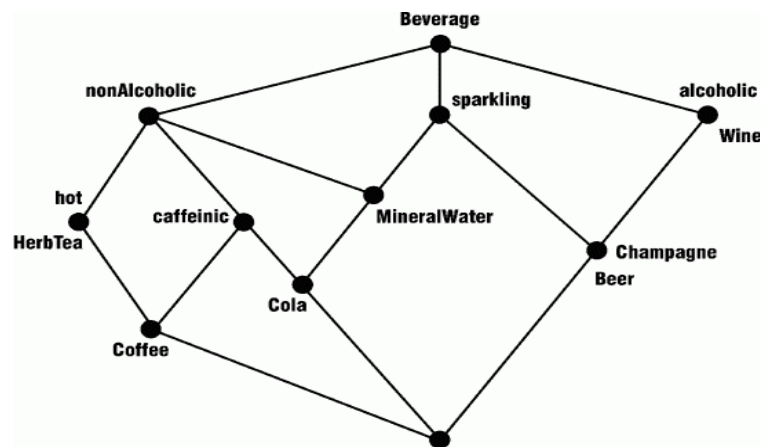 Beverage
nonAlcoholic
sparkling
alcoholic
Wine
hot
HerbTea
caffeinic
MineralWater
Champagne
Beer
Cola
Coffee